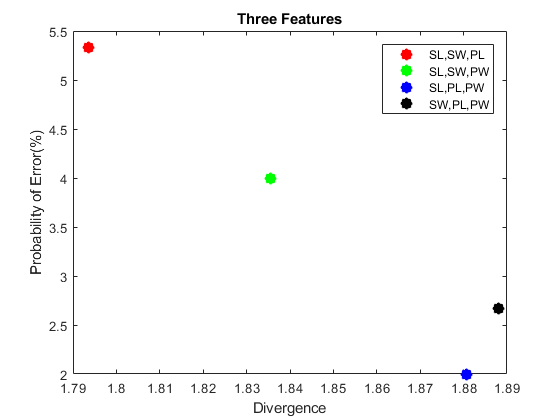 Three Features
5.5
5
4.5
4
3.5
3
2.5
2
Probability of Error(%)
SL,SW,PL
SL,SW,PW
SL,PL,PW
SW,PL,PW
1.79 1.8 1.81 1.82 1.83 1.84 1.85 1.86 1.87 1.88 1.89
Divergence